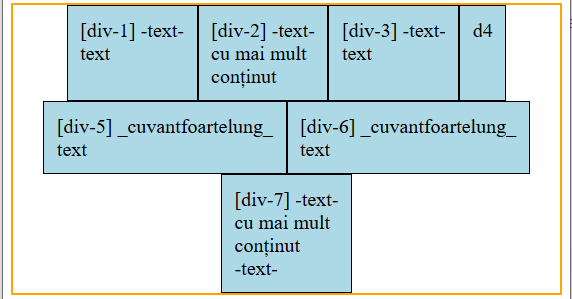 [div-1] -text-
text
[div-2] -text-
cu mai mult
conținut
[div-3] -text-
text
d4
[div-5] _cuvantfoartelung_
text
[div-6] _cuvantfoartelung_
text
[div-7] -text-
cu mai mult
conținut
-text-